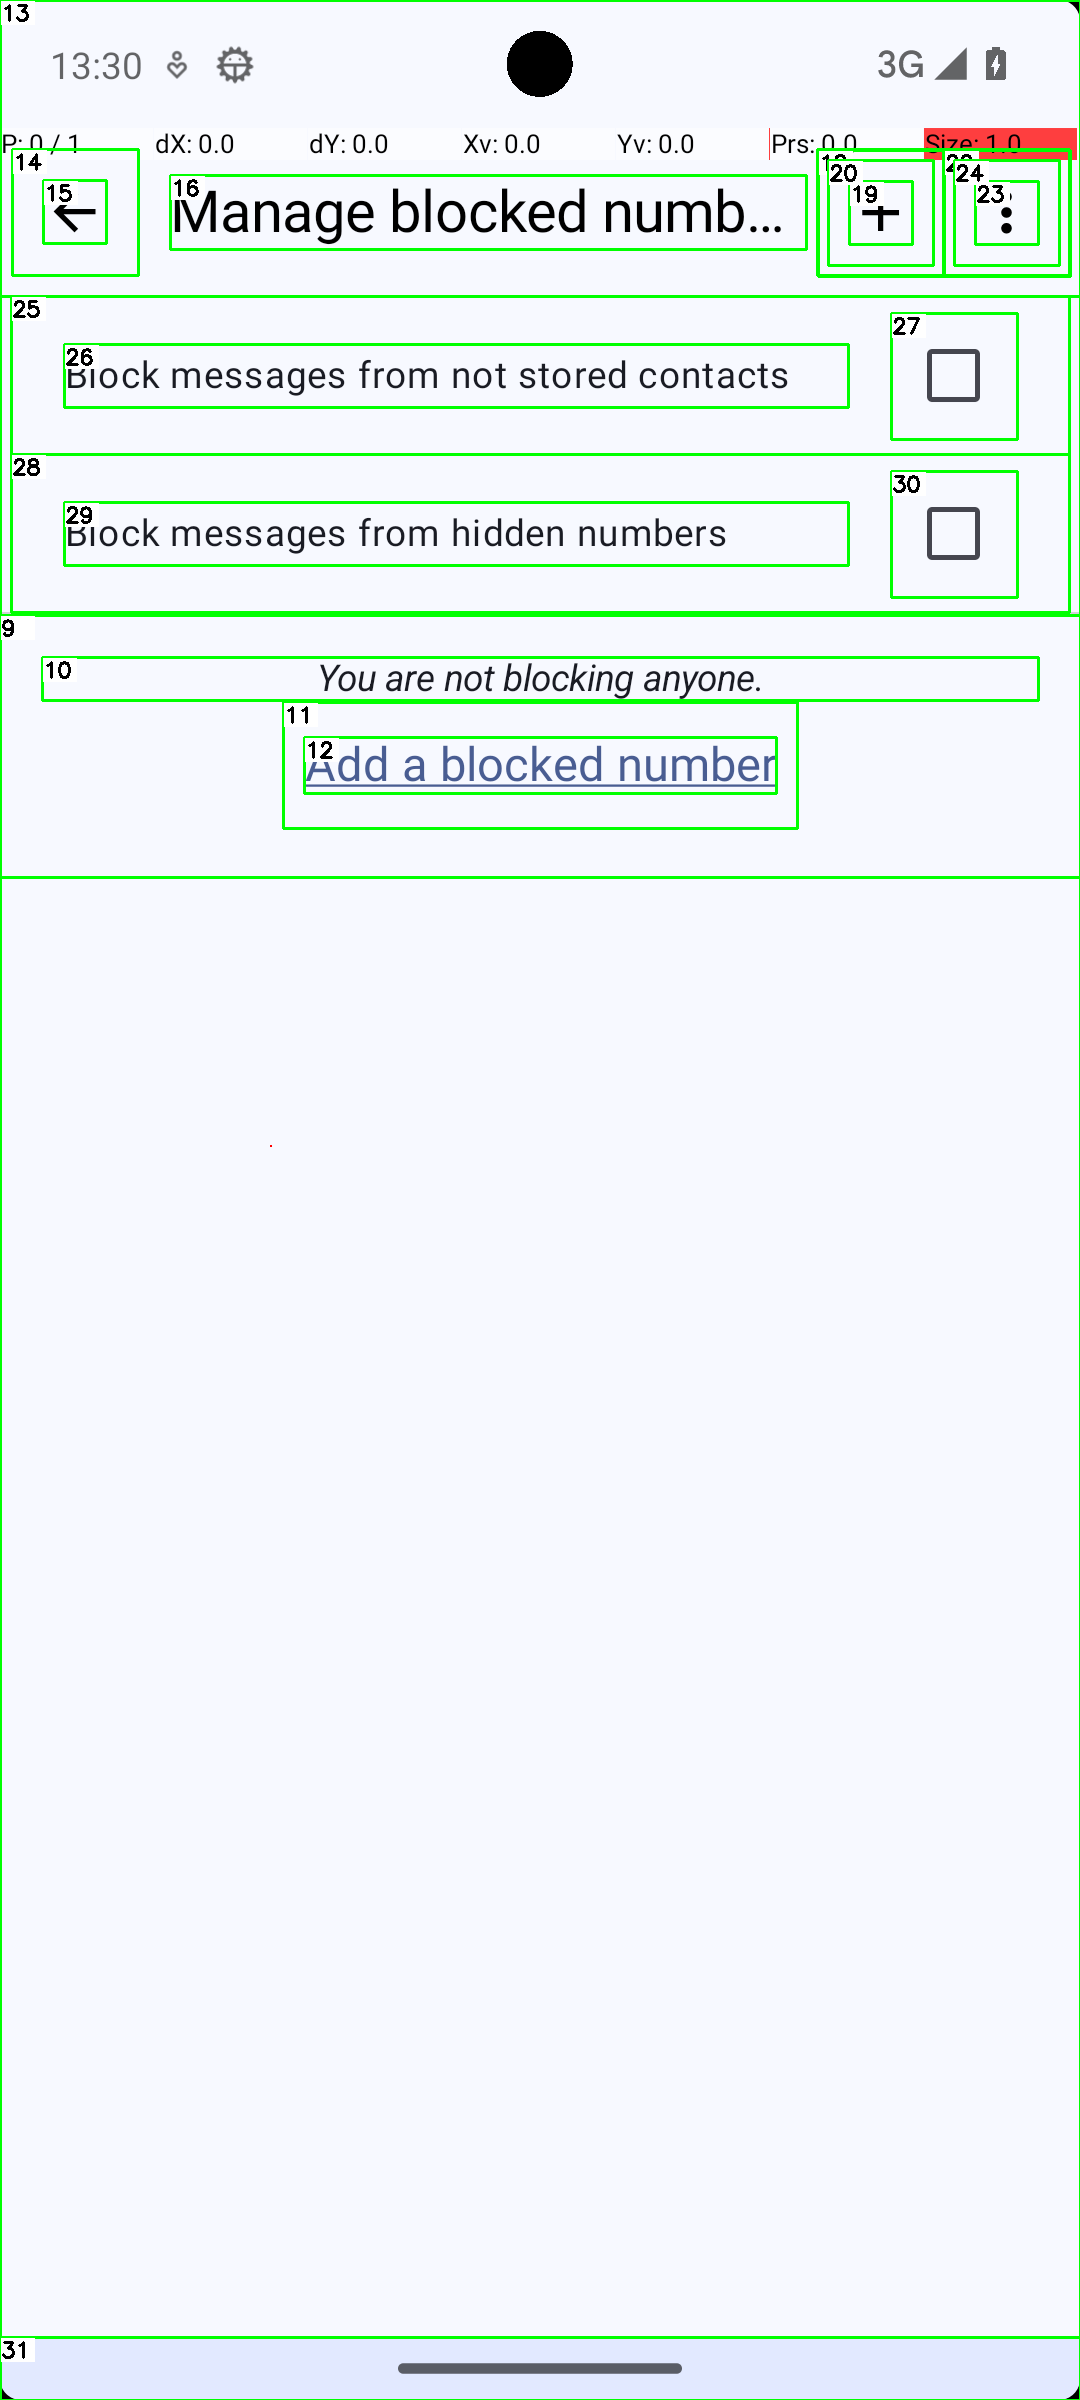 13:30 3G
P: 0 / 1 dX: 0.0 dY: 0.0 Xv: 0.0 Yv: 0.0 Prs: 0.0 Size: 1.0
Manage blocked numb…
Block messages from not stored contacts
Block messages from hidden numbers
You are not blocking anyone.
Add a blocked number
13
14
15
16
20
19
24
23
25
26
27
28
29
30
9
10
11
12
31